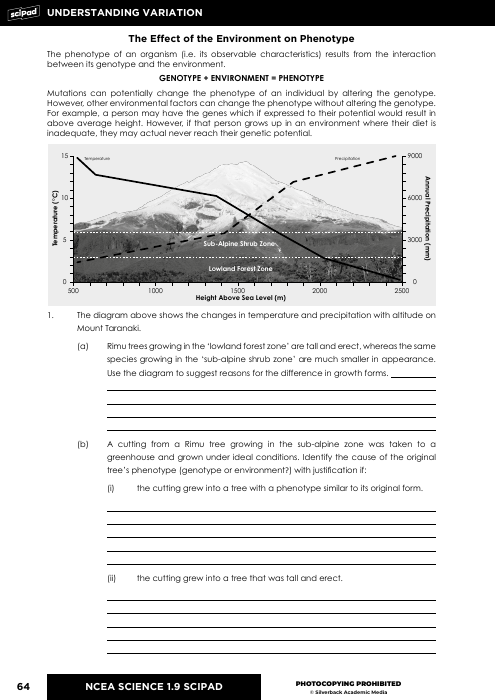 scipad UNDERSTANDING VARIATION
The Effect of the Environment on Phenotype
The phenotype of an organism (i.e. its observable characteristics) results from the interaction
between its genotype and the environment.
GENOTYPE + ENVIRONMENT = PHENOTYPE
Mutations can potentially change the phenotype of an individual by altering the genotype.
However, other environmental factors can change the phenotype without altering the genotype.
For example, a person may have the genes which if expressed to their potential would result in
above average height. However, if that person grows up in an environment where their diet is
inadequate, they may actually never reach their genetic potential.
15 Temperature Precipitation 9000
10 6000
5 3000
0 0
Temperature (°C)
Annual Precipitation (mm)
Sub-Alpine Shrub Zone
Lowland Forest Zone
500 1000 1500 2000 2500
Height Above Sea Level (m)
1. The diagram above shows the changes in temperature and precipitation with altitude on
Mount Taranaki.
(a) Rimu trees growing in the 'lowland forest zone' are tall and erect, whereas the same
species growing in the 'sub-alpine shrub zone' are much smaller in appearance.
Use the diagram to suggest reasons for the difference in growth forms.
(b) A cutting from a Rimu tree growing in the sub-alpine zone was taken to a
greenhouse and grown under ideal conditions. Identify the cause of the original
tree's phenotype (genotype or environment?) with justification if:
(i) the cutting grew into a tree with a phenotype similar to its original form.
(ii) the cutting grew into a tree that was tall and erect.
64 NCEA SCIENCE 1.9 SCIPAD PHOTOCOPYING PROHIBITED
© Silverback Academic Media